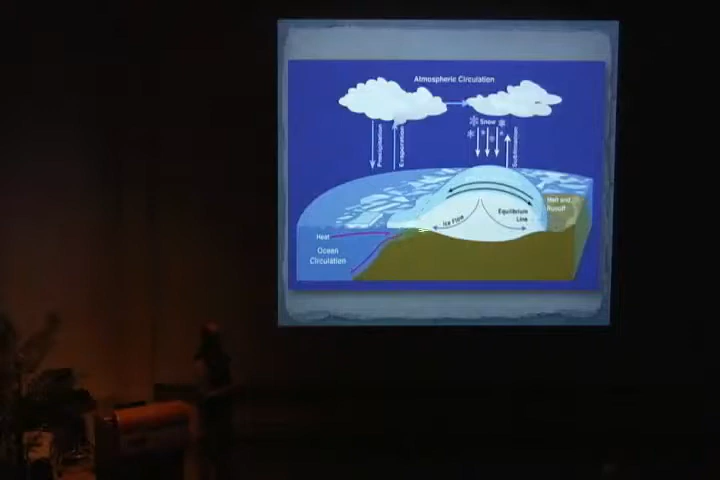 Atmospheric Circulation
Snow
Precipitation
Evaporation
Sublimation
Melt and
Runoff
Equilibrium
Line
Ice Flow
Heat
Ocean
Circulation